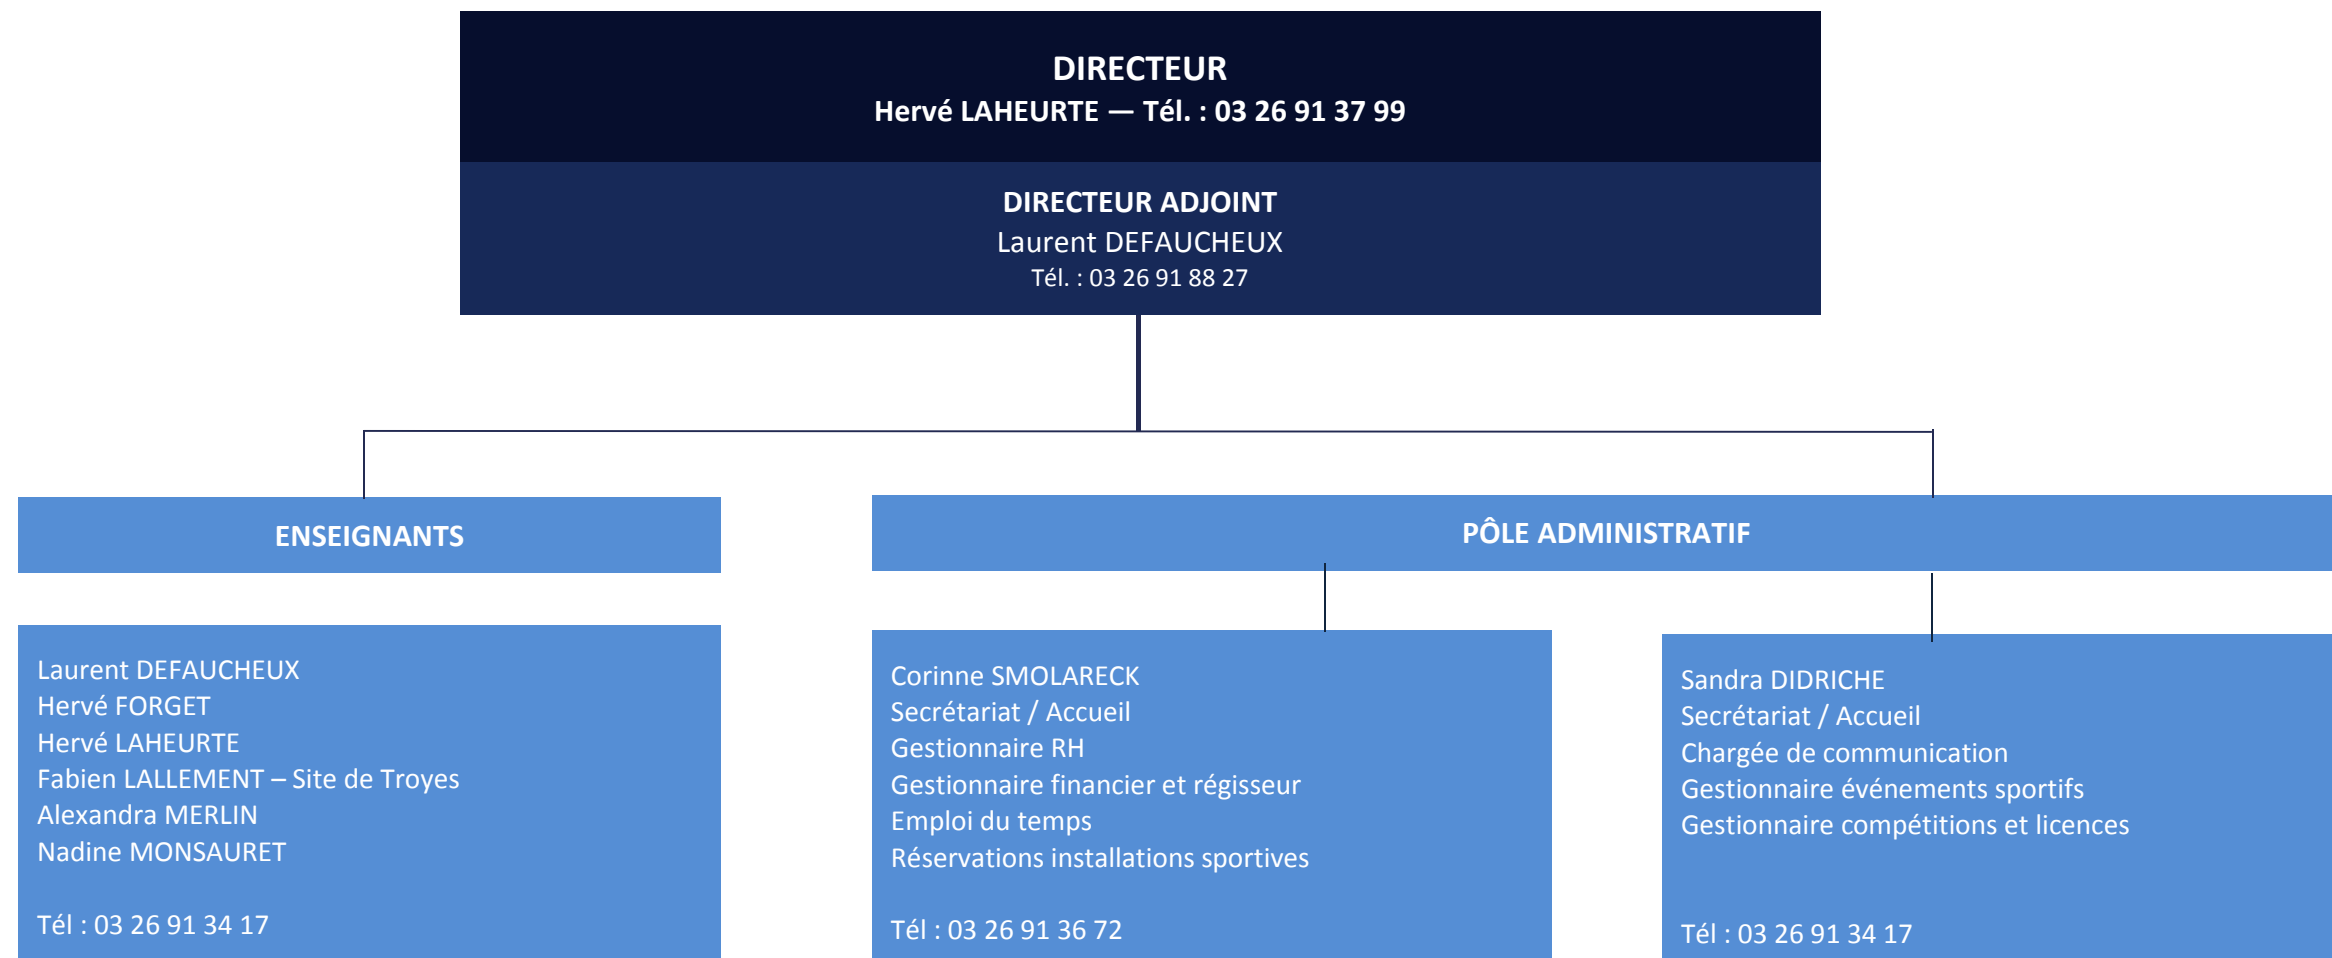 DIRECTEUR
Hervé LAHEURTE — Tél. : 03 26 91 37 99
DIRECTEUR ADJOINT
Laurent DEFAUCHEUX
Tél. : 03 26 91 88 27
ENSEIGNANTS
Laurent DEFAUCHEUX
Hervé FORGET
Hervé LAHEURTE
Fabien LALLEMENT – Site de Troyes
Alexandra MERLIN
Nadine MONSAURET
Tél : 03 26 91 34 17
PÔLE ADMINISTRATIF
Corinne SMOLARECK
Secrétariat / Accueil
Gestionnaire RH
Gestionnaire financier et régisseur
Emploi du temps
Réservations installations sportives
Tél : 03 26 91 36 72
Sandra DIDRICHE
Secrétariat / Accueil
Chargée de communication
Gestionnaire événements sportifs
Gestionnaire compétitions et licences
Tél : 03 26 91 34 17